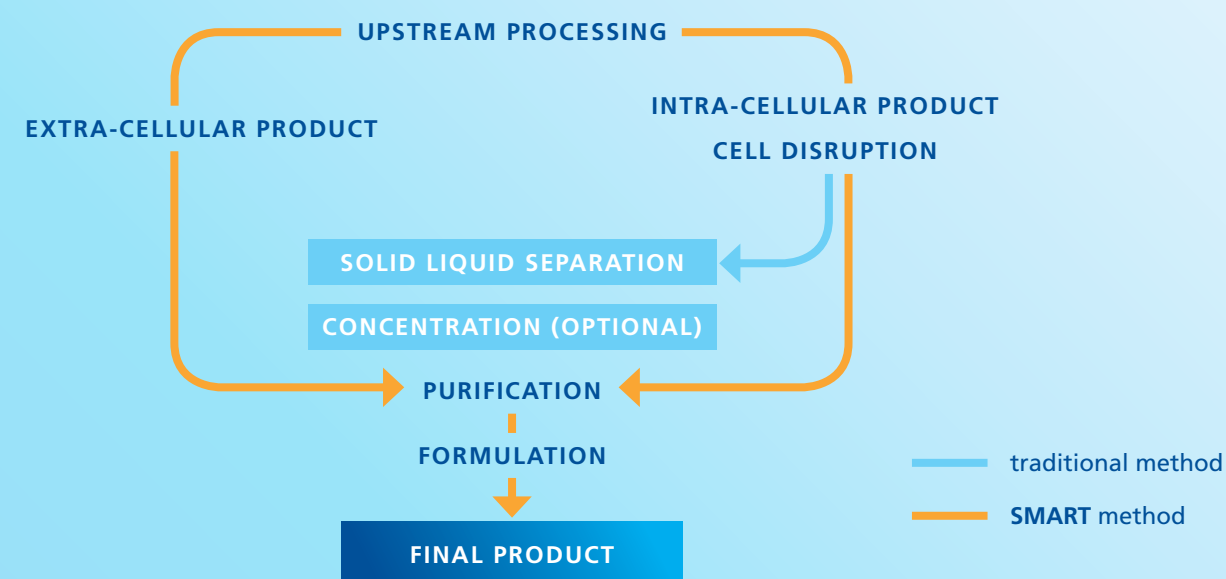 UPSTREAM PROCESSING
INTRA-CELLULAR PRODUCT
EXTRA-CELLULAR PRODUCT
CELL DISRUPTION
SOLID LIQUID SEPARATION
CONCENTRATION (OPTIONAL)
PURIFICATION
FORMULATION
traditional method
SMART method
FINAL PRODUCT